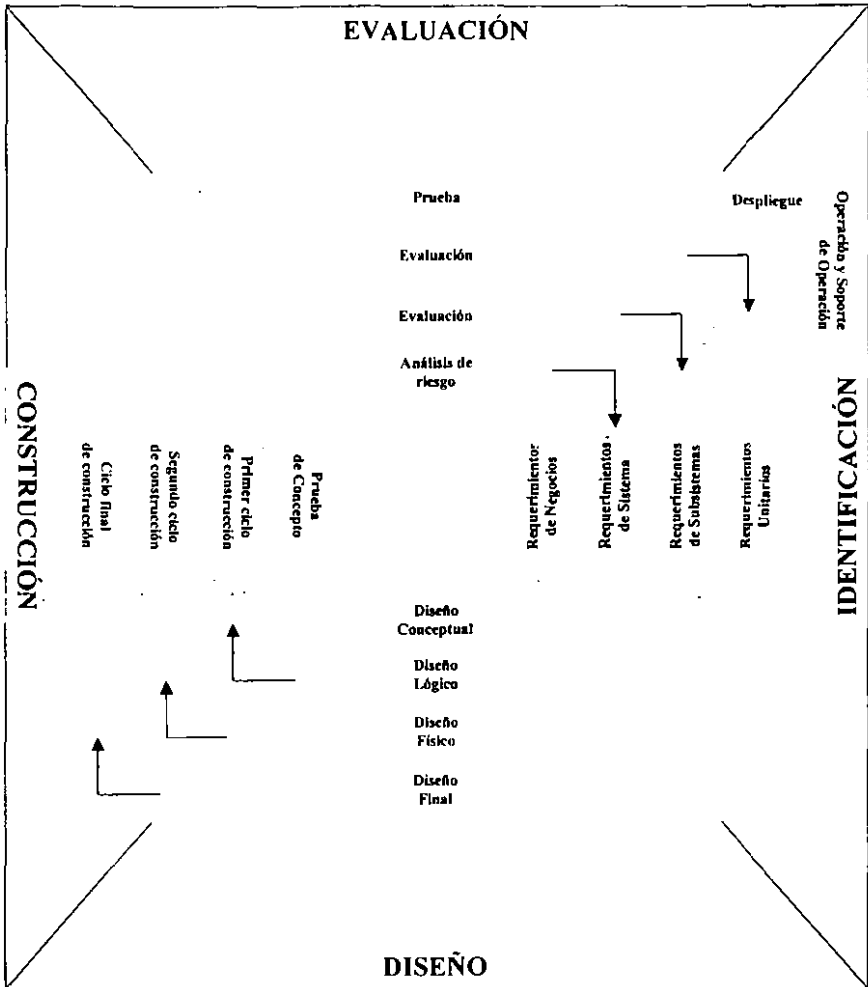 EVALUACIÓN
Prueba
Despliegue
Operación y Soporte
de Operación
Evaluación
Evaluación
Análisis de
riesgo
CONSTRUCCIÓN
Ciclo final
de construcción
Segundo ciclo
de construcción
Primer ciclo
de construcción
Prueba
de Concepto
Requerimientor
de Negocios
Requerimientos
de Sistema
Requerimientos
de Subsistemas
Requerimientos
Unitarios
IDENTIFICACIÓN
Diseño
Conceptual
Diseño
Lógico
Diseño
Físico
Diseño
Final
DISEÑO